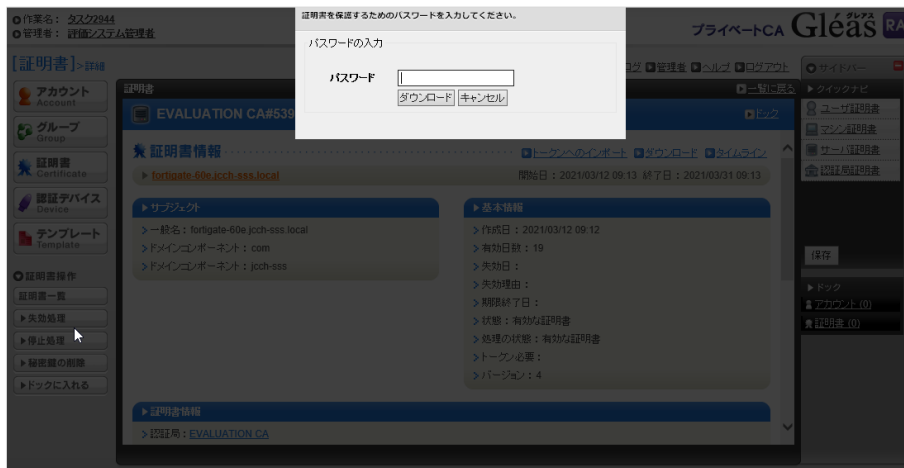 作業名： タスク2944
管理者： 評価システム管理者
証明書を保護するためのパスワードを入力してください。
パスワードの入力
パスワード
ダウンロード キャンセル
プライベートCA Gléas RA
グレアス
[証明書]>詳細
ログ 管理者 ヘルプ ログアウト
サイドバー
アカウント
Account
グループ
Group
証明書
Certificate
認証デバイス
Device
テンプレート
Template
証明書操作
証明書一覧
失効処理
停止処理
秘密鍵の削除
ドックに入れる
証明書
一覧に戻る
EVALUATION CA#539
ドック
証明書情報
トークンへのインポート ダウンロード タイムライン
fortigate-60e.jcch-sss.local
開始日：2021/03/12 09:13 終了日：2021/03/31 09:13
サブジェクト
一般名：fortigate-60e.jcch-sss.local
ドメインコンポーネント：com
ドメインコンポーネント：jcch-sss
基本情報
作成日：2021/03/12 09:12
有効日数：19
失効日：
失効理由：
期限終了日：
状態：有効な証明書
処理の状態：有効な証明書
トークン必要：
バージョン：4
証明書情報
認証局：EVALUATION CA
クイックナビ
ユーザ証明書
マシン証明書
サーバ証明書
認証局証明書
保存
ドック
アカウント (0)
証明書 (0)